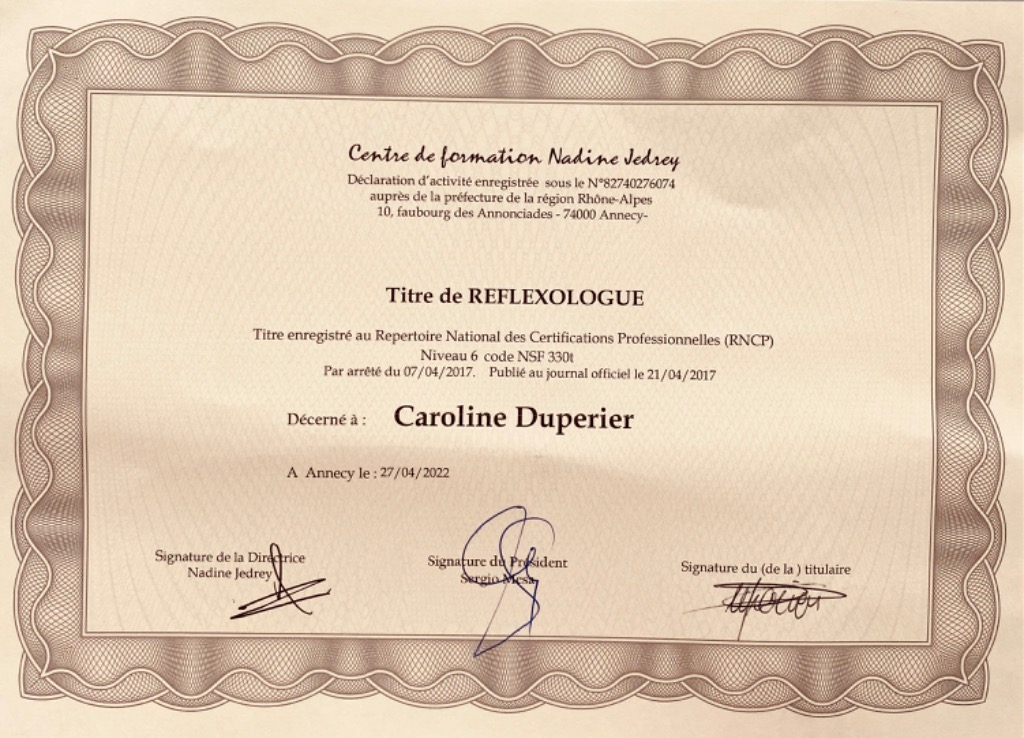 Centre de formation Nadine Jedrey
Déclaration d'activité enregistrée sous le N°82740276074
auprès de la préfecture de la région Rhône-Alpes
10, faubourg des Annonciades - 74000 Annecy-
Titre de REFLEXOLOGUE
Titre enregistré au Repertoire National des Certifications Professionnelles (RNCP)
Niveau 6 code NSF 330t
Par arrêté du 07/04/2017. Publié au journal officiel le 21/04/2017
Décerné à : Caroline Duperier
A Annecy le : 27/04/2022
Signature de la Directrice
Nadine Jedrey
Signature du Président
Sergio Mesa
Signature du (de la ) titulaire